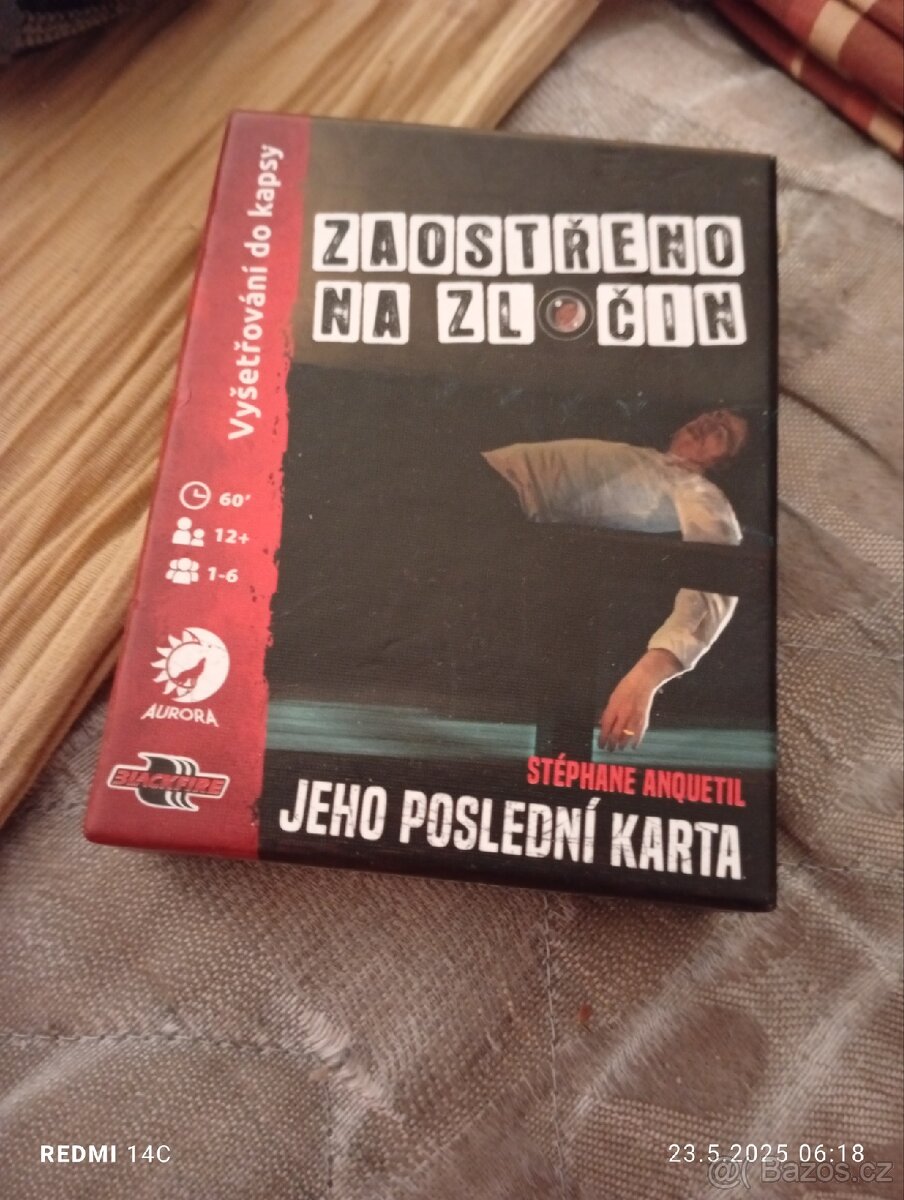 Vyšetřování do kapsy
ZAOSTŘENO
NA ZLOČIN
60'
12+
1-6
AURORA
BLACKFIRE
STÉPHANE ANQUETIL
JEHO POSLEDNÍ KARTA
REDMI 14C
23.5.2025 06:18
Bazoš.cz